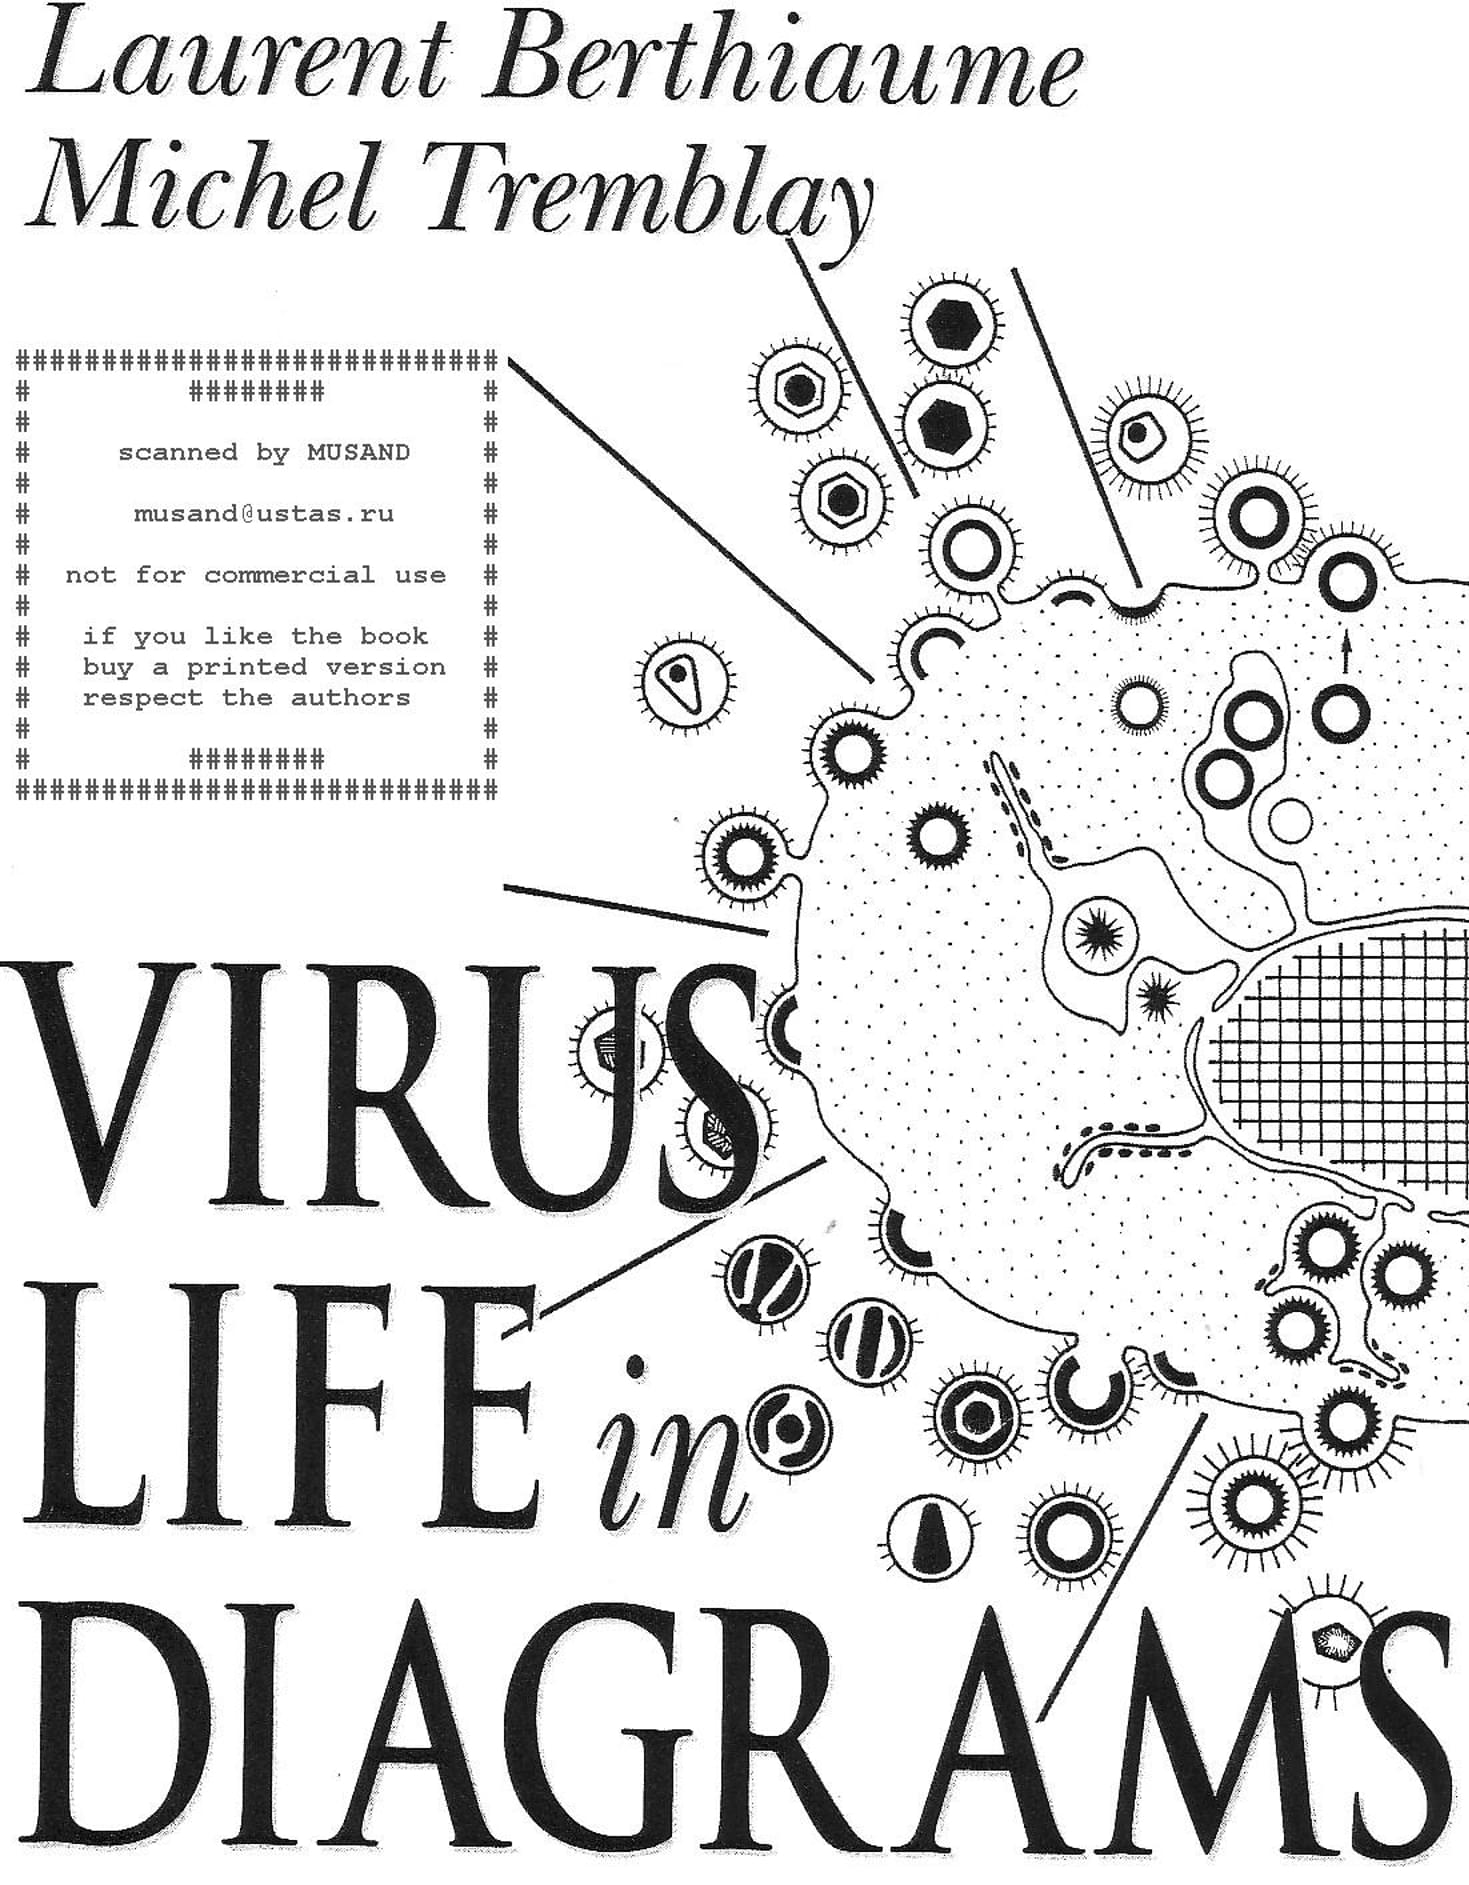 Laurent Berthiaume
Michel Tremblay
############################
# ######## #
# #
# scanned by MUSAND #
# #
# musand@ustas.ru #
# #
# not for commercial use #
# #
# if you like the book #
# buy a printed version #
# respect the authors #
# #
# ######## #
############################
VIRUS
LIFE in
DIAGRAMS